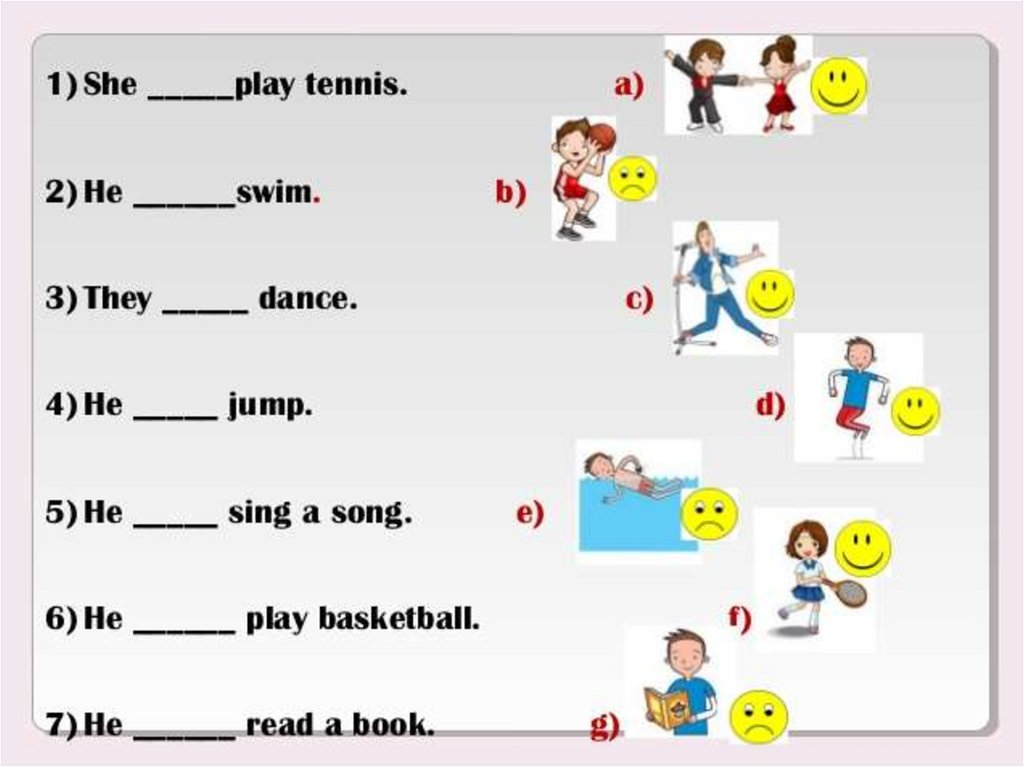 1) She _____play tennis. a)
2) He ______swim. b)
3) They _____ dance. c)
4) He _____ jump. d)
5) He _____ sing a song. e)
6) He ______ play basketball. f)
7) He ______ read a book. g)